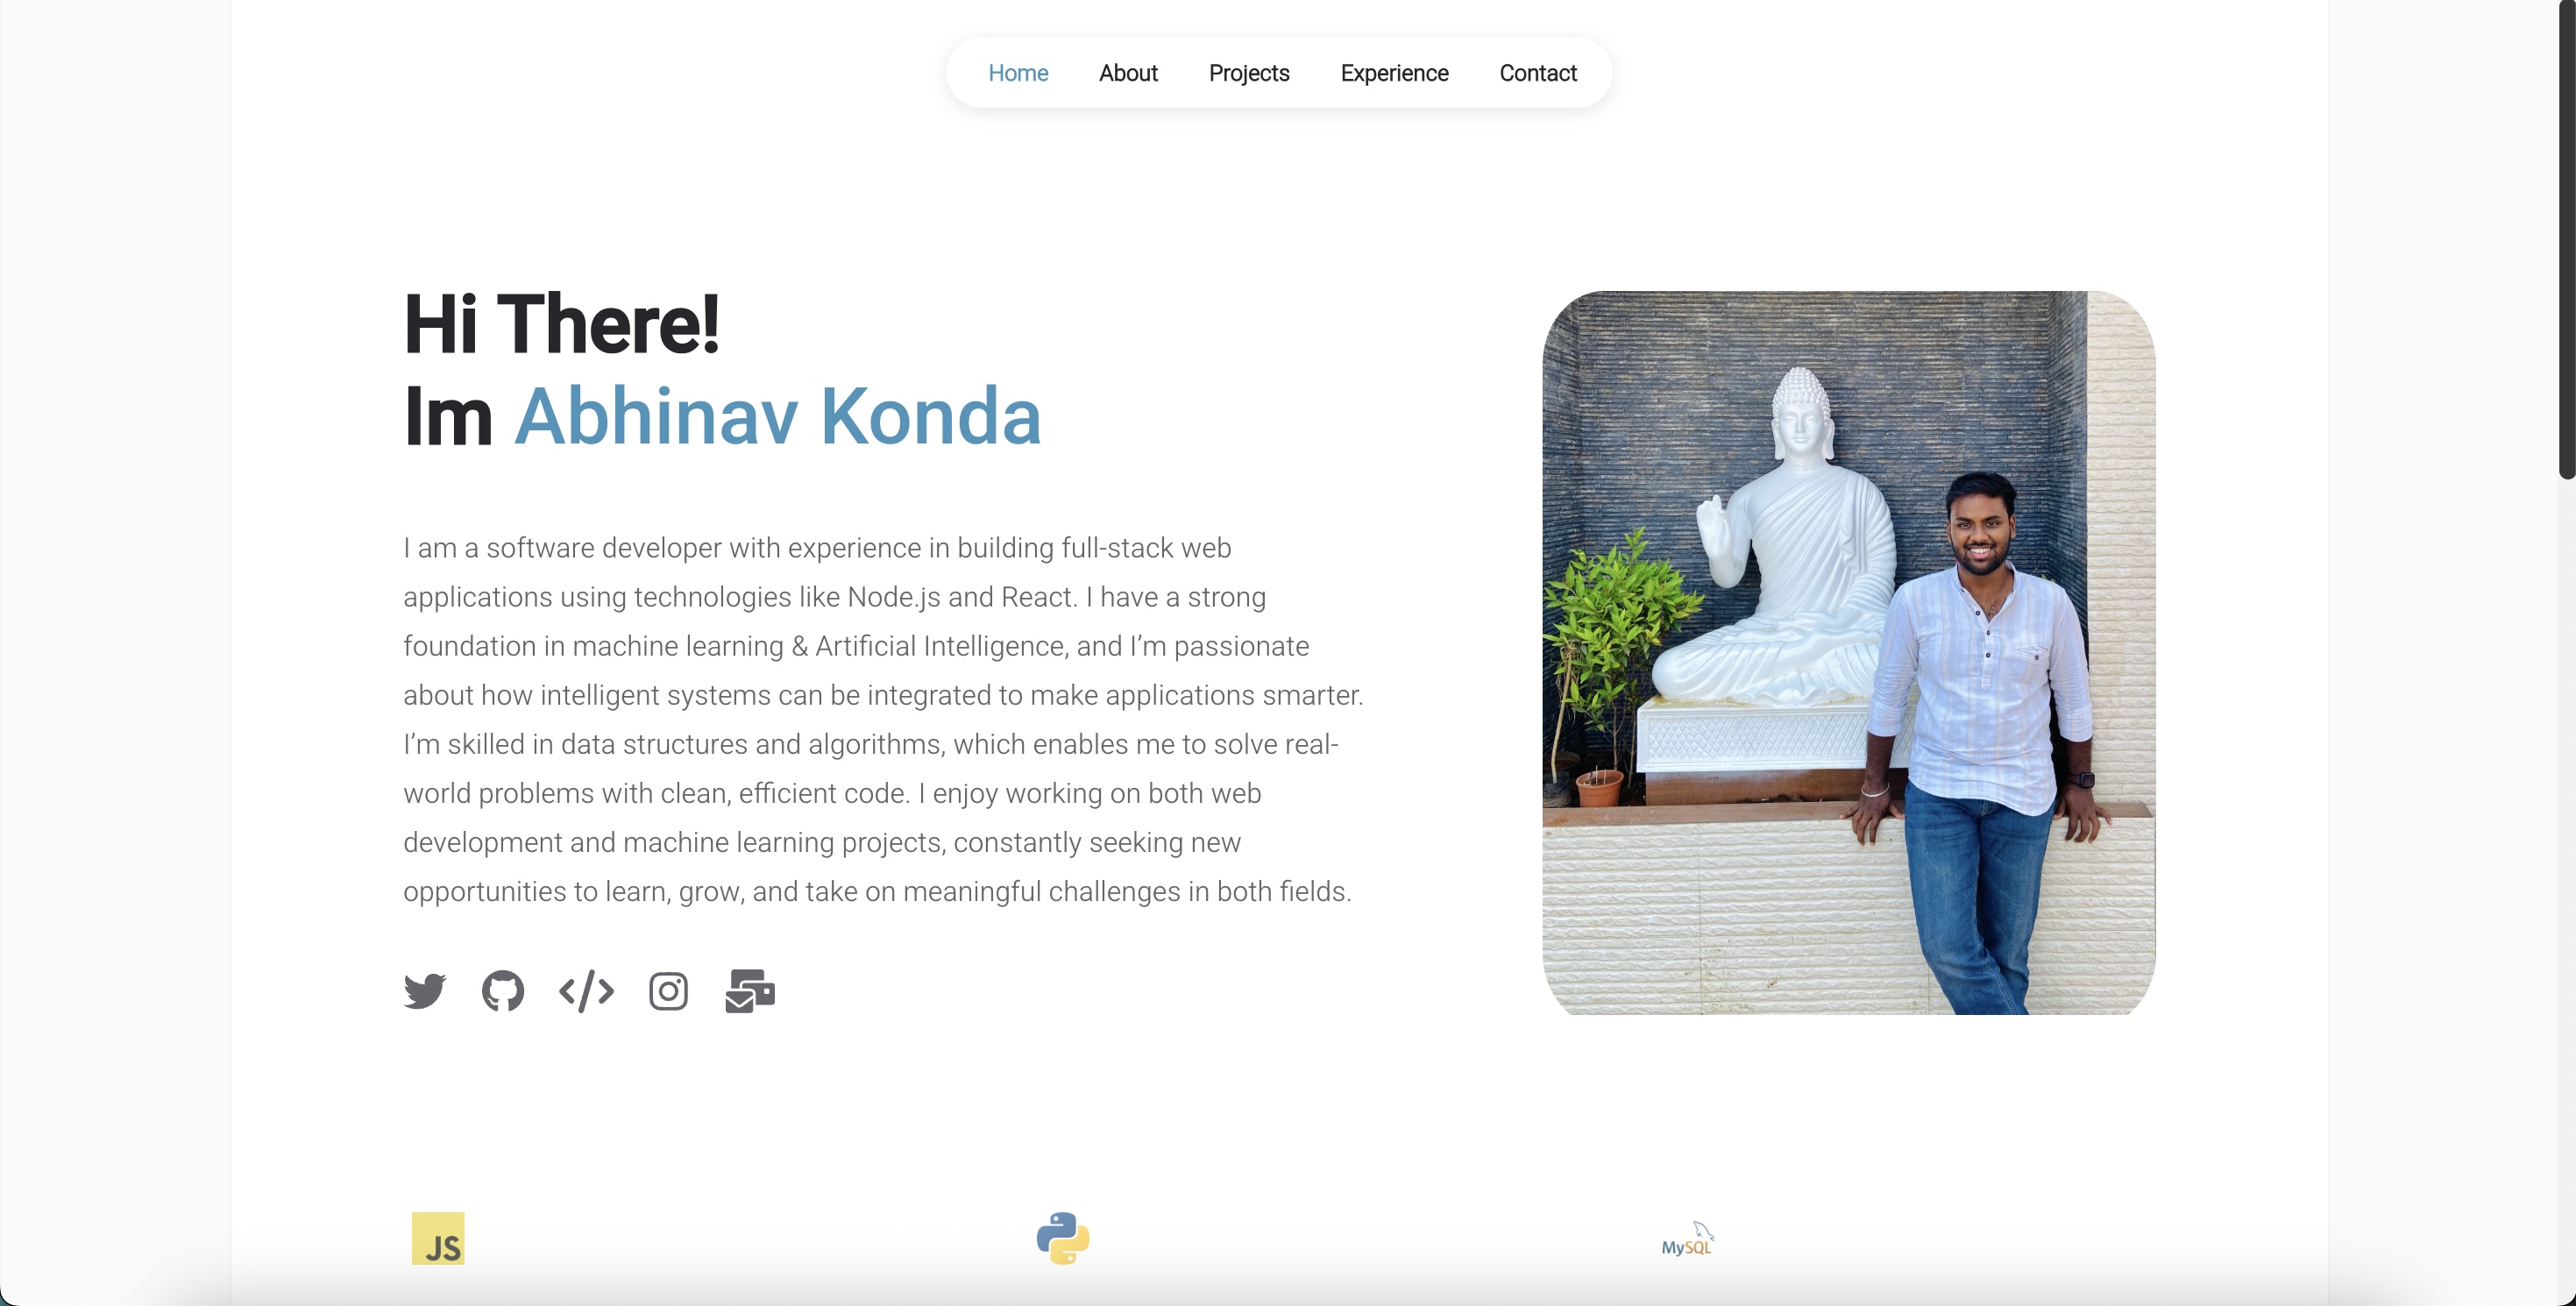 Home About Projects Experience Contact
Hi There!
Im Abhinav Konda
I am a software developer with experience in building full-stack web
applications using technologies like Node.js and React. I have a strong
foundation in machine learning & Artificial Intelligence, and I’m passionate
about how intelligent systems can be integrated to make applications smarter.
I’m skilled in data structures and algorithms, which enables me to solve real-
world problems with clean, efficient code. I enjoy working on both web
development and machine learning projects, constantly seeking new
opportunities to learn, grow, and take on meaningful challenges in both fields.
JS
MySQL